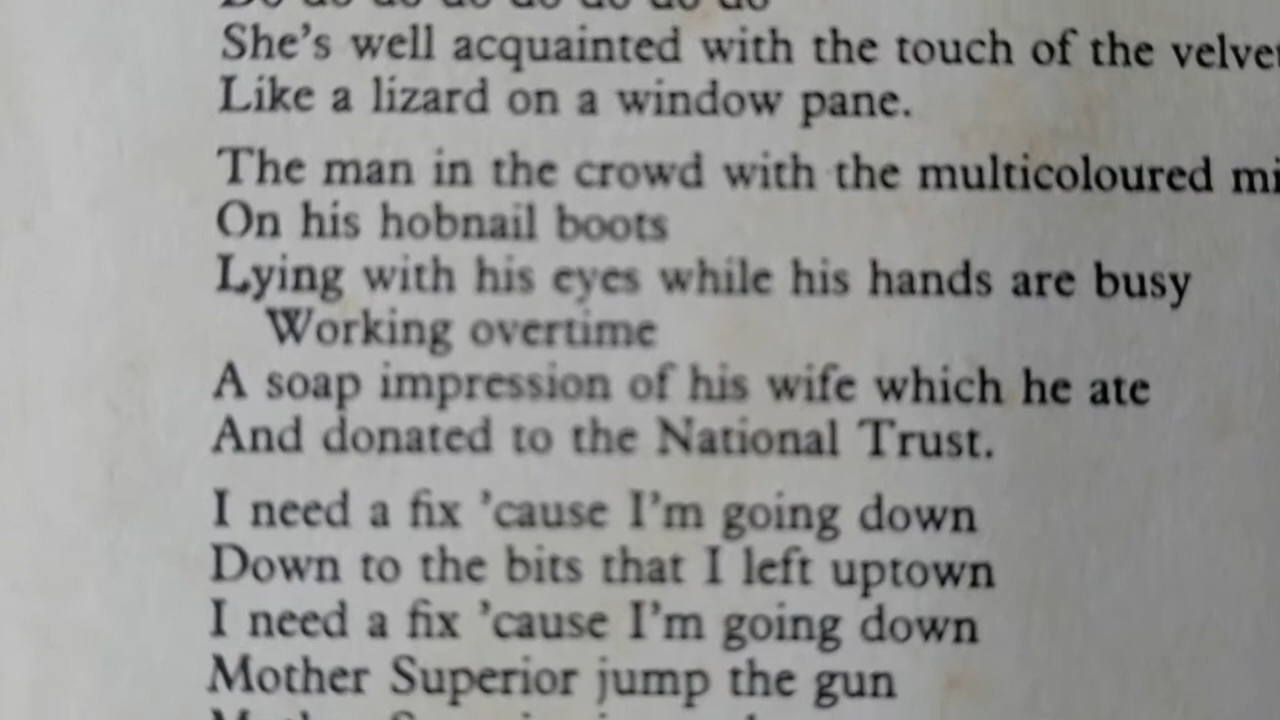 She's well acquainted with the touch of the
Like a lizard on a window pane.
The man in the crowd with the multicoloured
On his hobnail boots
Lying with his eyes while his hands are busy
Working overtime
A soap impression of his wife which he ate
And donated to the National Trust.
I need a fix 'cause I'm going down
Down to the bits that I left uptown
I need a fix 'cause I'm going down
Mother Superior jump the gun